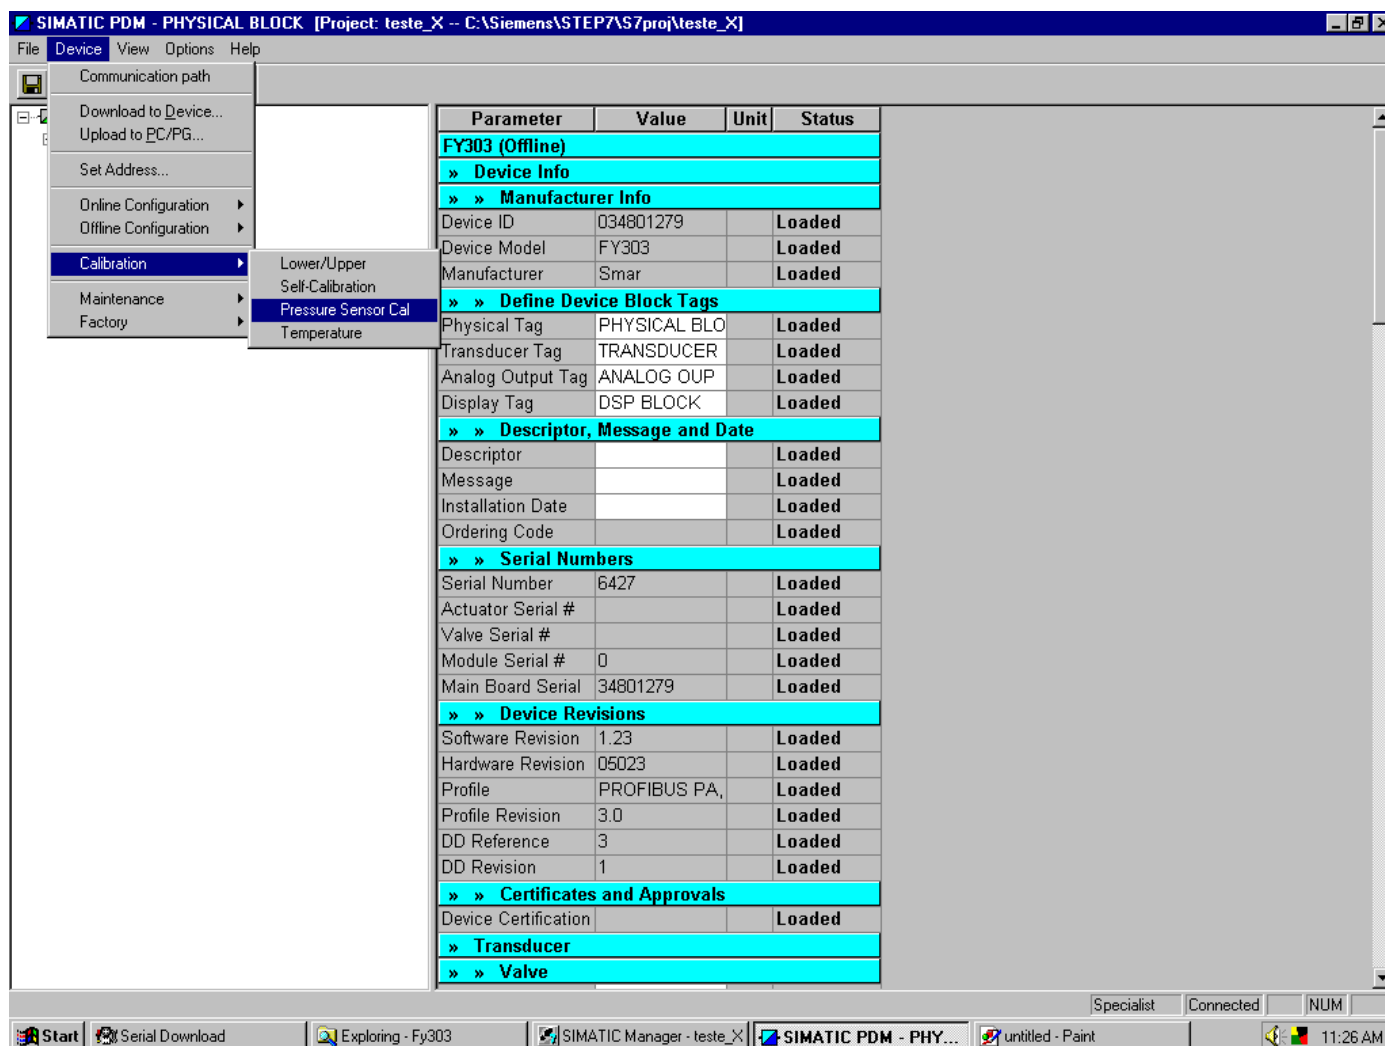 SIMATIC PDM - PHYSICAL BLOCK [Project: teste_X -- C:\Siemens\STEP7\S7proj\teste_X]
File Device View Options Help
Communication path
Download to Device...
Upload to PC/PG...
Set Address...
Online Configuration
Offline Configuration
Calibration
Maintenance
Factory
Lower/Upper
Self-Calibration
Pressure Sensor Cal
Temperature
Parameter Value Unit Status
FY303 (Offline)
» Device Info
» » Manufacturer Info
Device ID 034801279 Loaded
Device Model FY303 Loaded
Manufacturer Smar Loaded
» » Define Device Block Tags
Physical Tag PHYSICAL BLO Loaded
Transducer Tag TRANSDUCER Loaded
Analog Output Tag ANALOG OUP Loaded
Display Tag DSP BLOCK Loaded
» » Descriptor, Message and Date
Descriptor Loaded
Message Loaded
Installation Date Loaded
Ordering Code Loaded
» » Serial Numbers
Serial Number 6427 Loaded
Actuator Serial # Loaded
Valve Serial # Loaded
Module Serial # 0 Loaded
Main Board Serial 34801279 Loaded
» » Device Revisions
Software Revision 1.23 Loaded
Hardware Revision 05023 Loaded
Profile PROFIBUS PA, Loaded
Profile Revision 3.0 Loaded
DD Reference 3 Loaded
DD Revision 1 Loaded
» » Certificates and Approvals
Device Certification Loaded
» Transducer
» » Valve
Specialist Connected NUM
Start Serial Download Exploring - Fy303 SIMATIC Manager - teste_X SIMATIC PDM - PHY... untitled - Paint 11:26 AM